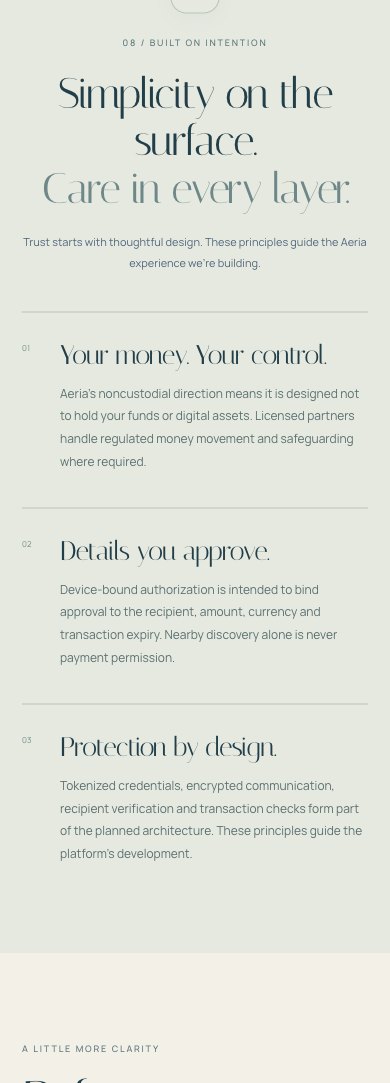 08 / BUILT ON INTENTION
Simplicity on the
surface.
Care in every layer.
Trust starts with thoughtful design. These principles guide the Aeria
experience we're building.
01
Your money. Your control.
Aeria's noncustodial direction means it is designed not
to hold your funds or digital assets. Licensed partners
handle regulated money movement and safeguarding
where required.
02
Details you approve.
Device-bound authorization is intended to bind
approval to the recipient, amount, currency and
transaction expiry. Nearby discovery alone is never
payment permission.
03
Protection by design.
Tokenized credentials, encrypted communication,
recipient verification and transaction checks form part
of the planned architecture. These principles guide the
platform's development.
A LITTLE MORE CLARITY